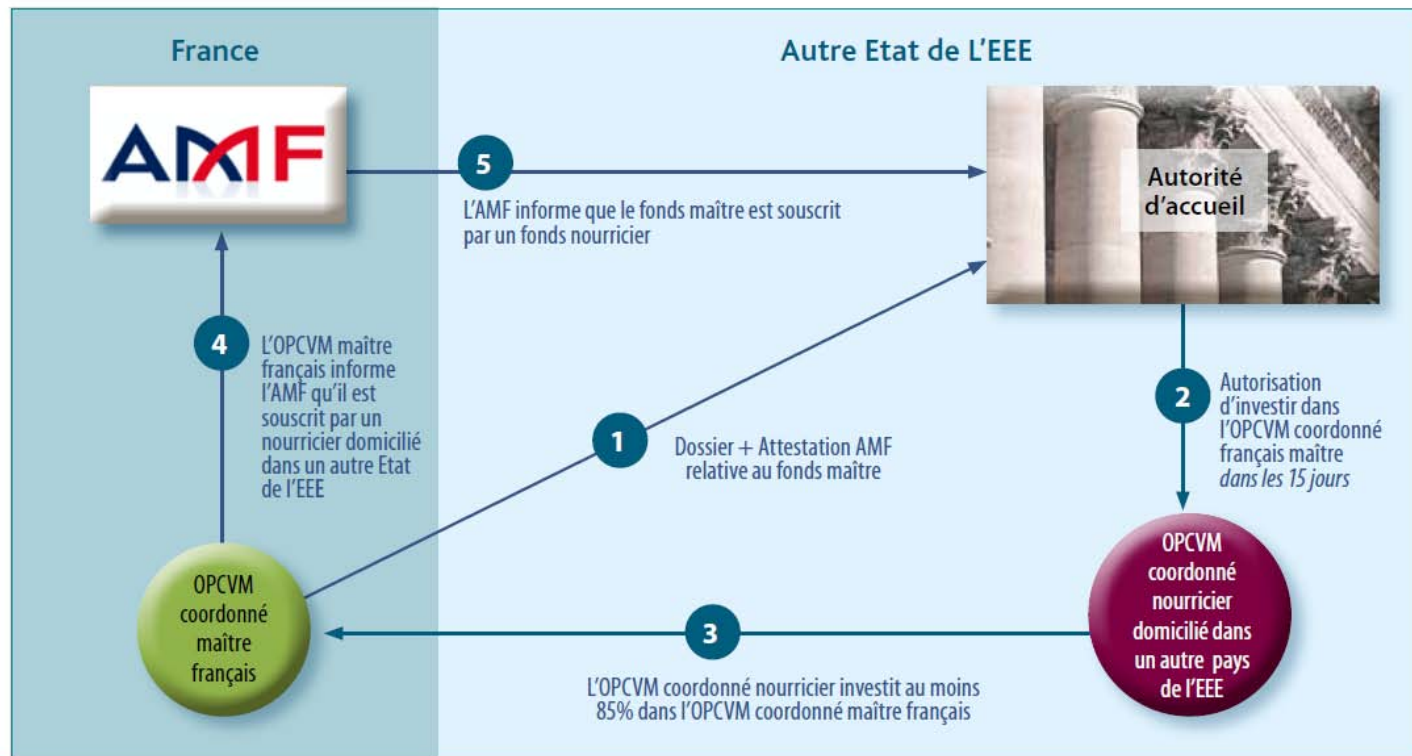 France
Autre Etat de L'EEE
AMF
Autorité
d'accueil
5
L'AMF informe que le fonds maître est souscrit
par un fonds nourricier
4
L'OPCVM maître
français informe
l'AMF qu'il est
souscrit par un
nourricier domicilié
dans un autre Etat
de l'EEE
1
Dossier + Attestation AMF
relative au fonds maître
2
Autorisation
d'investir dans
l'OPCVM coordonné
français maître
dans les 15 jours
OPCVM
coordonné
maître
français
3
L'OPCVM coordonné nourricier investit au moins
85% dans l'OPCVM coordonné maître français
OPCVM
coordonné
nourricier
domicilié dans
un autre pays
de l'EEE